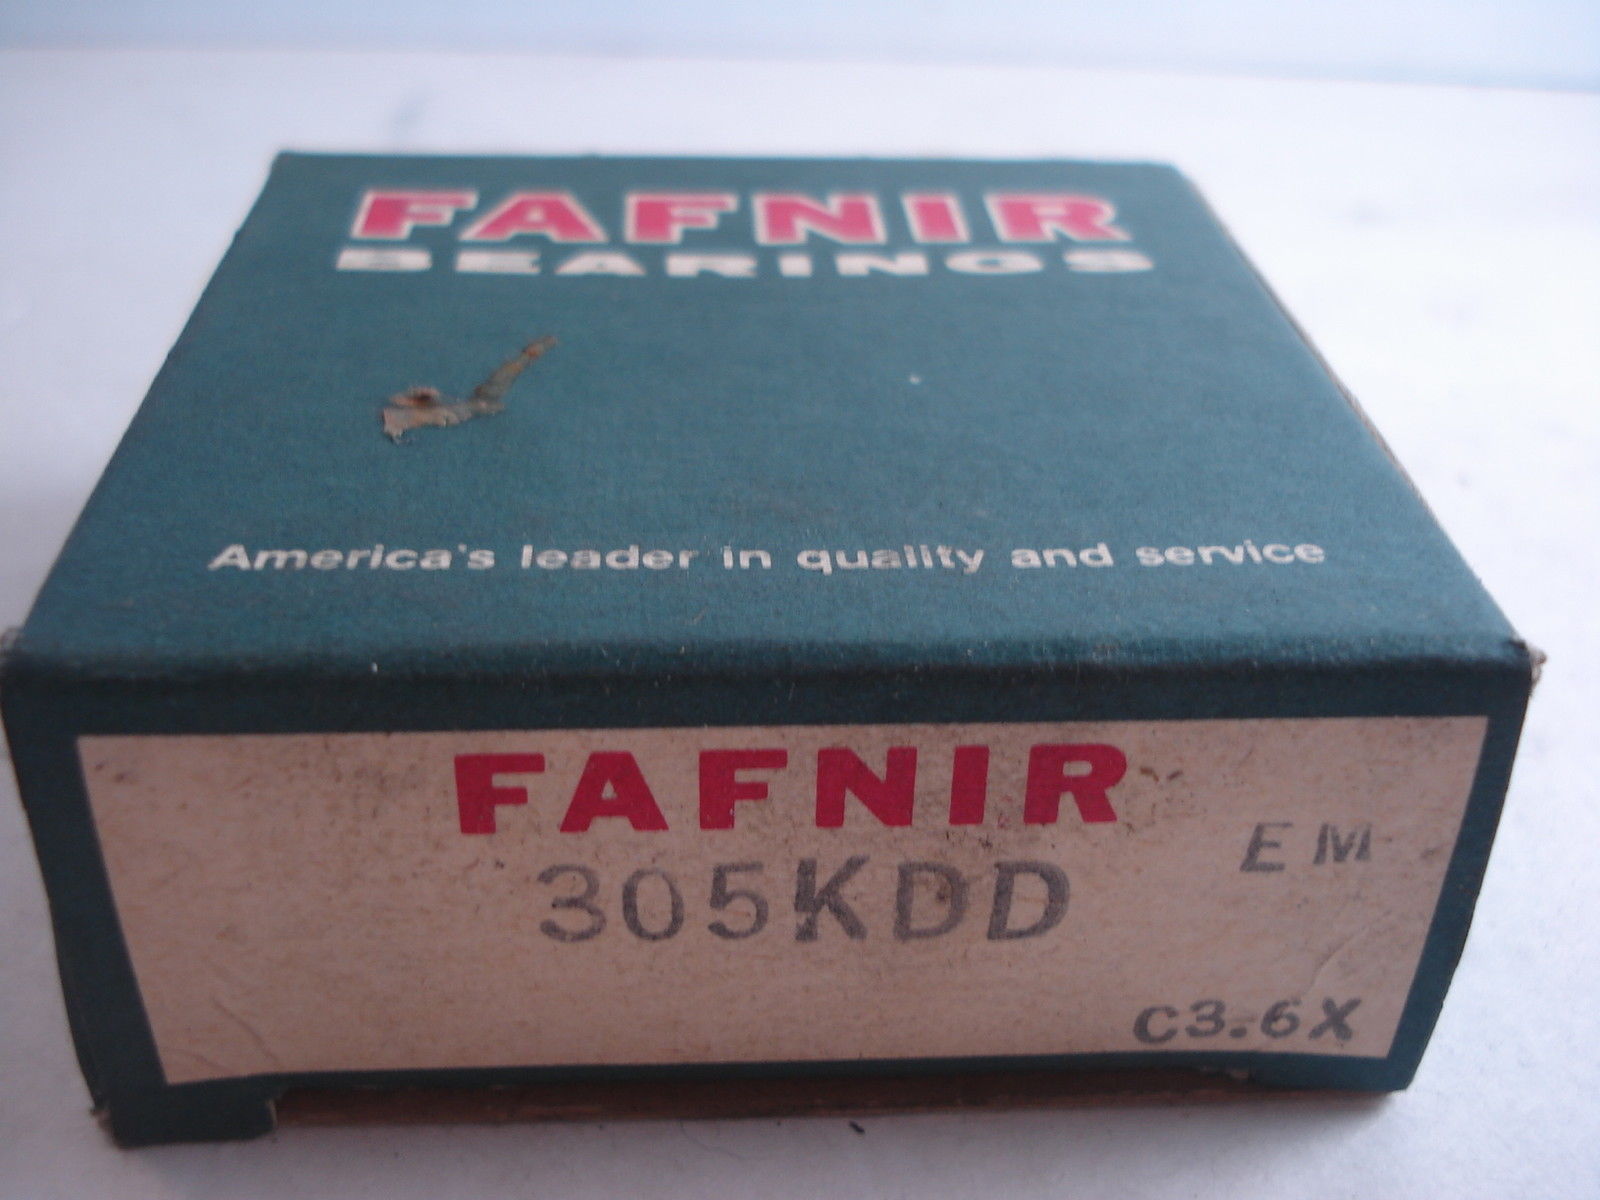 FAFNIR
BEARINGS
America's leader in quality and service
FAFNIR
305KDD
EM
C3.6X